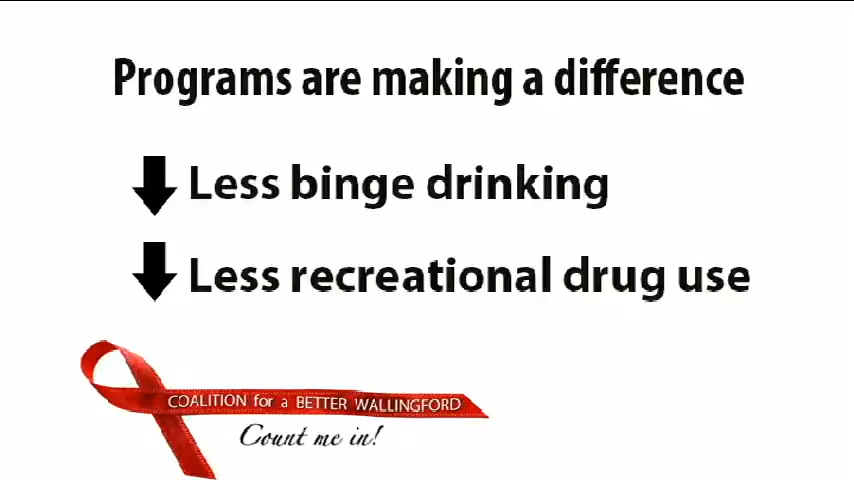 Programs are making a difference
Less binge drinking
Less recreational drug use
COALITION for a BETTER WALLINGFORD
Count me in!